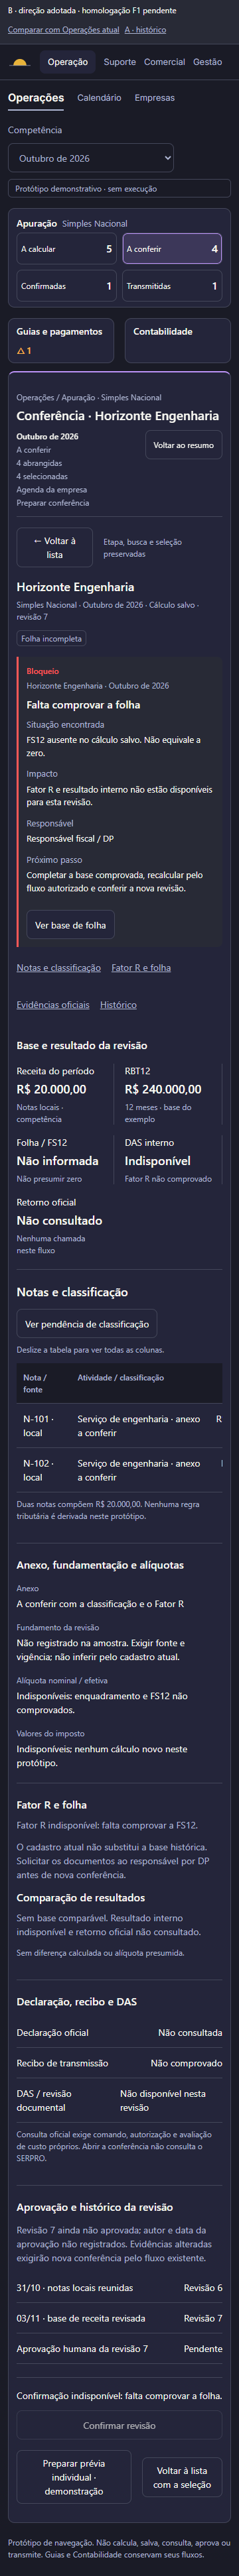 B · direção adotada · homologação F1 pendente
Comparar com Operações atual A · histórico
Operação Suporte Comercial Gestão
Operações Calendário Empresas
Competência
Outubro de 2026
Protótipo demonstrativo · sem execução
Apuração Simples Nacional
A calcular 5
A conferir 4
Confirmadas 1
Transmitidas 1
Guias e pagamentos
△ 1
Contabilidade
Operações / Apuração · Simples Nacional
Conferência · Horizonte Engenharia
Outubro de 2026
A conferir
4 abrangidas
4 selecionadas
Agenda da empresa
Preparar conferência
Voltar ao resumo
← Voltar à
lista
Etapa, busca e seleção
preservadas
Horizonte Engenharia
Simples Nacional · Outubro de 2026 · Cálculo salvo ·
revisão 7
Folha incompleta
Bloqueio
Horizonte Engenharia · Outubro de 2026
Falta comprovar a folha
Situação encontrada
FS12 ausente no cálculo salvo. Não equivale a
zero.
Impacto
Fator R e resultado interno não estão disponíveis
para esta revisão.
Responsável
Responsável fiscal / DP
Próximo passo
Completar a base comprovada, recalcular pelo
fluxo autorizado e conferir a nova revisão.
Ver base de folha
Notas e classificação Fator R e folha
Evidências oficiais Histórico
Base e resultado da revisão
Receita do período
R$ 20.000,00
Notas locais ·
competência
RBT12
R$ 240.000,00
12 meses · base do
exemplo
Folha / FS12
Não informada
Não presumir zero
DAS interno
Indisponível
Fator R não comprovado
Retorno oficial
Não consultado
Nenhuma chamada
neste fluxo
Notas e classificação
Ver pendência de classificação
Deslize a tabela para ver todas as colunas.
Nota /
fonte
Atividade / classificação
N-101 ·
local
Serviço de engenharia · anexo
a conferir
R
N-102 ·
local
Serviço de engenharia · anexo
a conferir
Duas notas compõem R$ 20.000,00. Nenhuma regra
tributária é derivada neste protótipo.
Anexo, fundamentação e alíquotas
Anexo
A conferir com a classificação e o Fator R
Fundamento da revisão
Não registrado na amostra. Exigir fonte e
vigência; não inferir pelo cadastro atual.
Alíquota nominal / efetiva
Indisponíveis: enquadramento e FS12 não
comprovados.
Valores do imposto
Indisponíveis; nenhum cálculo novo neste
protótipo.
Fator R e folha
Fator R indisponível: falta comprovar a FS12.
O cadastro atual não substitui a base histórica.
Solicitar os documentos ao responsável por DP
antes de nova conferência.
Comparação de resultados
Sem base comparável. Resultado interno
indisponível e retorno oficial não consultado.
Sem diferença calculada ou alíquota presumida.
Declaração, recibo e DAS
Declaração oficial Não consultada
Recibo de transmissão Não comprovado
DAS / revisão
documental
Não disponível nesta
revisão
Consulta oficial exige comando, autorização e avaliação
de custo próprios. Abrir a conferência não consulta o
SERPRO.
Aprovação e histórico da revisão
Revisão 7 ainda não aprovada; autor e data da
aprovação não registrados. Evidências alteradas
exigirão nova conferência pelo fluxo existente.
31/10 · notas locais reunidas Revisão 6
03/11 · base de receita revisada Revisão 7
Aprovação humana da revisão 7 Pendente
Confirmação indisponível: falta comprovar a folha.
Confirmar revisão
Preparar prévia
individual ·
demonstração
Voltar à lista
com a seleção
Protótipo de navegação. Não calcula, salva, consulta, aprova ou
transmite. Guias e Contabilidade conservam seus fluxos.